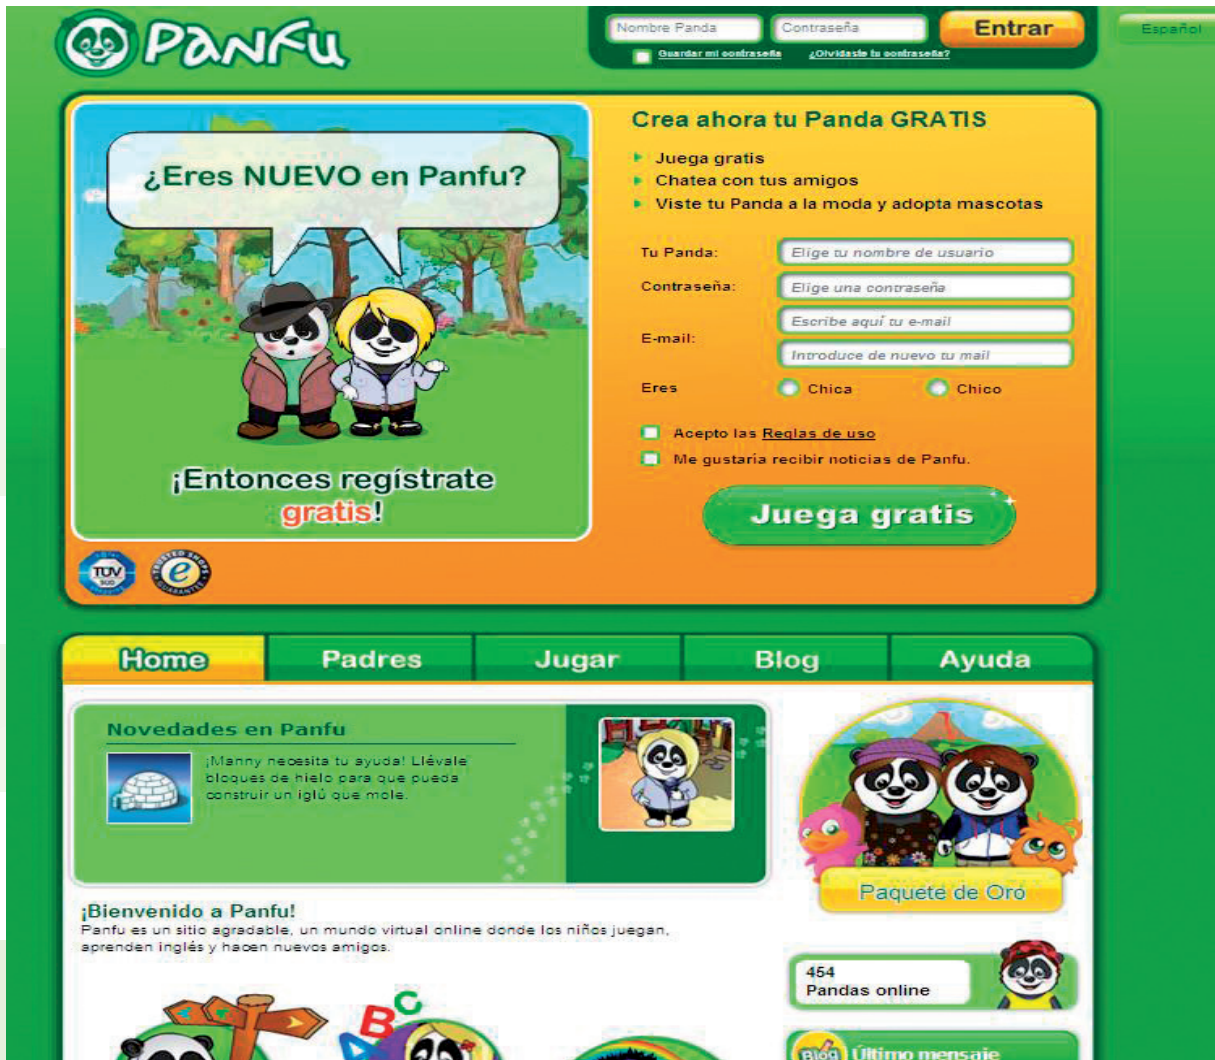 PANFU
Nombre Panda
Contraseña
Entrar
Español
Guardar mi contraseña
¿Olvidaste tu contraseña?
¿Eres NUEVO en Panfu?
¡Entonces regístrate
gratis!
TÜV
SÜD
TRUSTED SHOPS
e
GUARANTEE
Crea ahora tu Panda GRATIS
Juega gratis
Chatea con tus amigos
Viste tu Panda a la moda y adopta mascotas
Tu Panda:
Elige tu nombre de usuario
Contraseña:
Elige una contraseña
E-mail:
Escribe aquí tu e-mail
Introduce de nuevo tu mail
Eres
Chica
Chico
Acepto las Reglas de uso
Me gustaría recibir noticias de Panfu.
Juega gratis
Home
Padres
Jugar
Blog
Ayuda
Novedades en Panfu
¡Manny necesita tu ayuda! Llévale
bloques de hielo para que pueda
construir un iglú que mole.
Paquete de Oro
¡Bienvenido a Panfu!
Panfu es un sitio agradable, un mundo virtual online donde los niños juegan,
aprenden inglés y hacen nuevos amigos.
454
Pandas online
A B C
Blog
Último mensaje